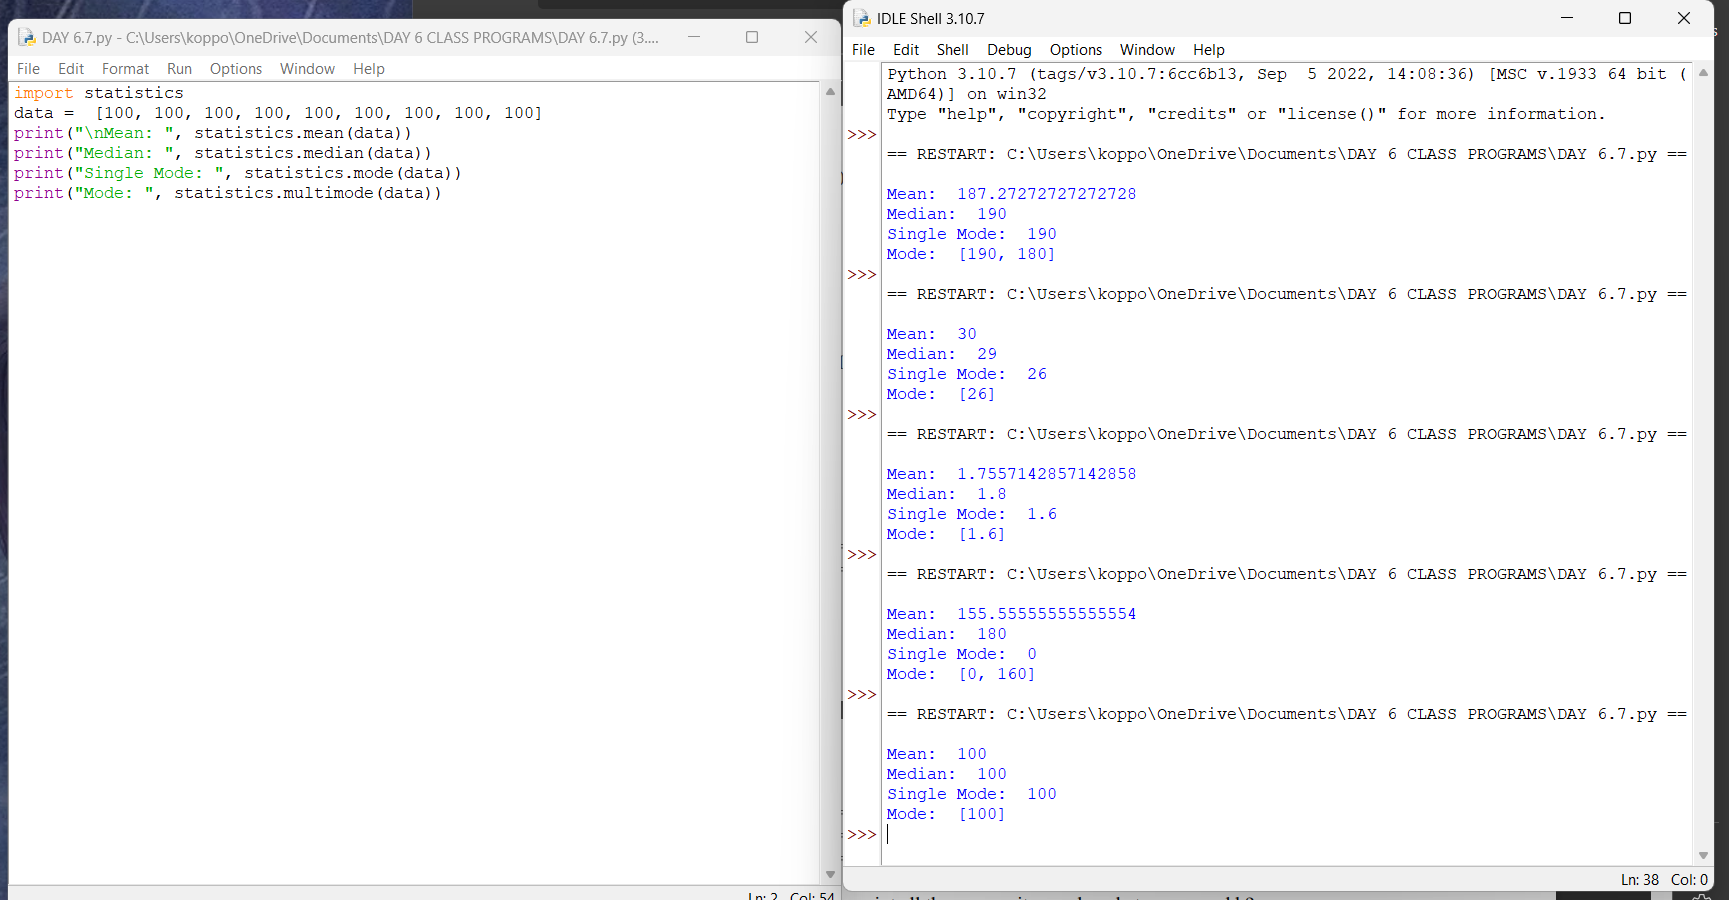 DAY 6.7.py - C:\Users\koppo\OneDrive\Documents\DAY 6 CLASS PROGRAMS\DAY 6.7.py (3....
File Edit Format Run Options Window Help
import statistics
data =  [100, 100, 100, 100, 100, 100, 100, 100, 100]
print("\nMean: ", statistics.mean(data))
print("Median: ", statistics.median(data))
print("Single Mode: ", statistics.mode(data))
print("Mode: ", statistics.multimode(data))
Ln: 2 Col: 54
IDLE Shell 3.10.7
File Edit Shell Debug Options Window Help
Python 3.10.7 (tags/v3.10.7:6cc6b13, Sep  5 2022, 14:08:36) [MSC v.1933 64 bit (
AMD64)] on win32
Type "help", "copyright", "credits" or "license()" for more information.
>>>
== RESTART: C:\Users\koppo\OneDrive\Documents\DAY 6 CLASS PROGRAMS\DAY 6.7.py ==
Mean:  187.27272727272728
Median:  190
Single Mode:  190
Mode:  [190, 180]
>>>
== RESTART: C:\Users\koppo\OneDrive\Documents\DAY 6 CLASS PROGRAMS\DAY 6.7.py ==
Mean:  30
Median:  29
Single Mode:  26
Mode:  [26]
>>>
== RESTART: C:\Users\koppo\OneDrive\Documents\DAY 6 CLASS PROGRAMS\DAY 6.7.py ==
Mean:  1.7557142857142858
Median:  1.8
Single Mode:  1.6
Mode:  [1.6]
>>>
== RESTART: C:\Users\koppo\OneDrive\Documents\DAY 6 CLASS PROGRAMS\DAY 6.7.py ==
Mean:  155.55555555555554
Median:  180
Single Mode:  0
Mode:  [0, 160]
>>>
== RESTART: C:\Users\koppo\OneDrive\Documents\DAY 6 CLASS PROGRAMS\DAY 6.7.py ==
Mean:  100
Median:  100
Single Mode:  100
Mode:  [100]
>>>
Ln: 38 Col: 0